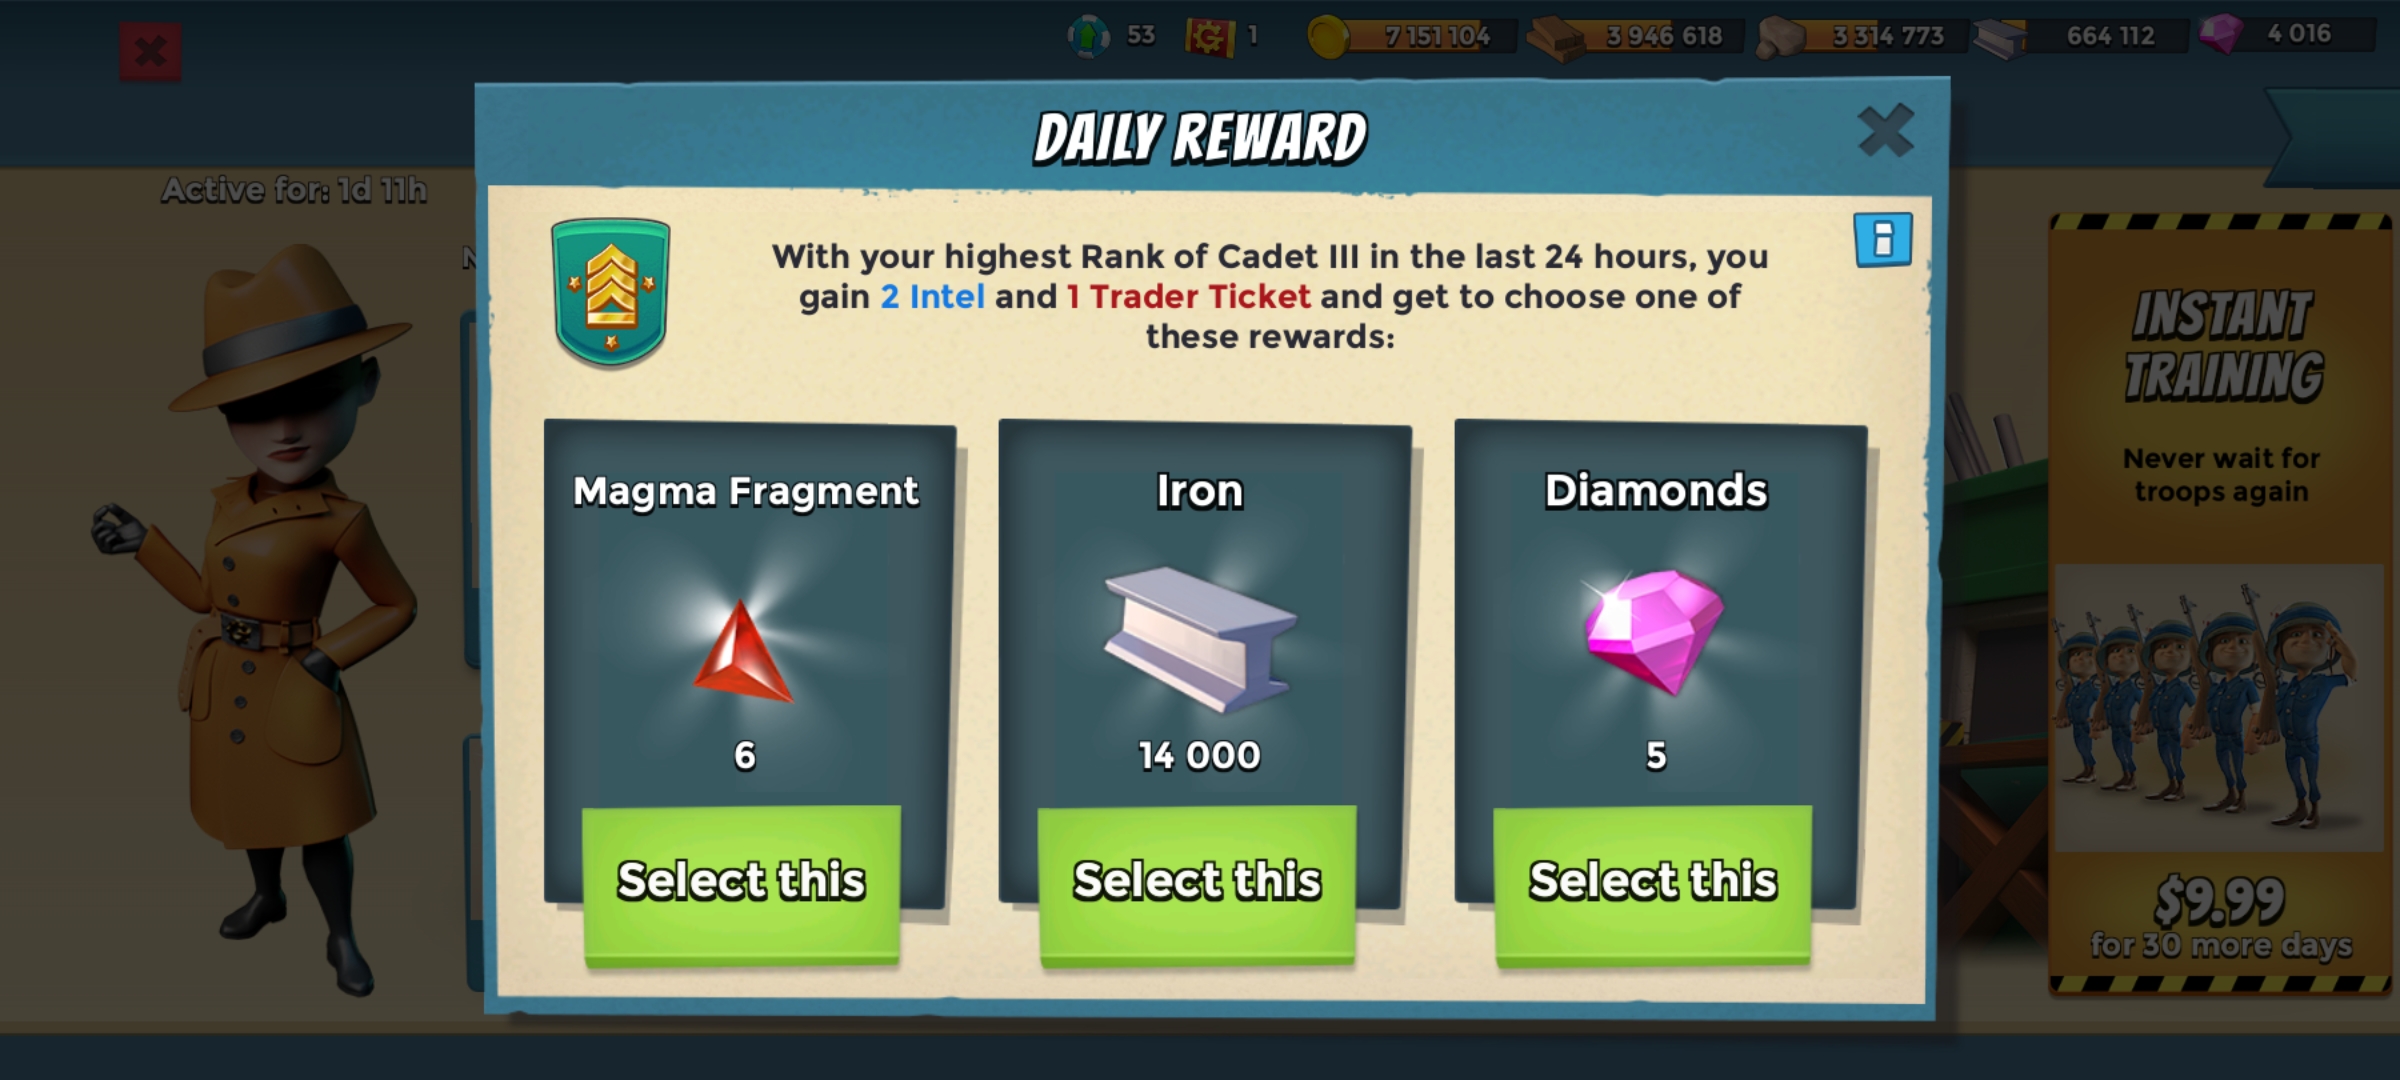 53
1
7 151 104
3 946 618
3 314 773
664 112
4 016
DAILY REWARD
Active for: 1d 11h
With your highest Rank of Cadet III in the last 24 hours, you
gain 2 Intel and 1 Trader Ticket and get to choose one of
these rewards:
Magma Fragment
6
Select this
Iron
14 000
Select this
Diamonds
5
Select this
INSTANT
TRAINING
Never wait for
troops again
$9.99
for 30 more days